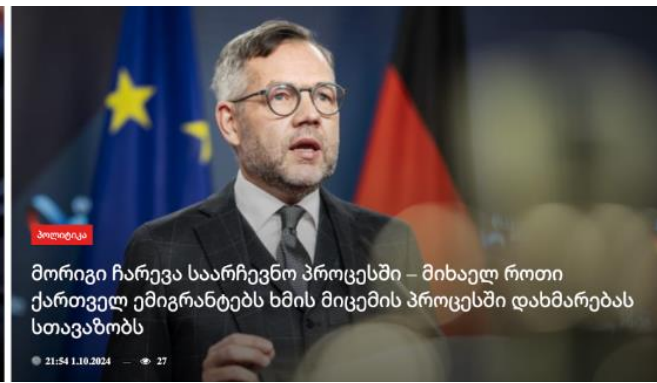 პოლიტიკა
მორიგი ჩარევა საარჩევნო პროცესში – მიხაელ როთი
ქართველ ემიგრანტებს ხმის მიცემის პროცესში დახმარებას
სთავაზობს
21:54 1.10.2024 — 27